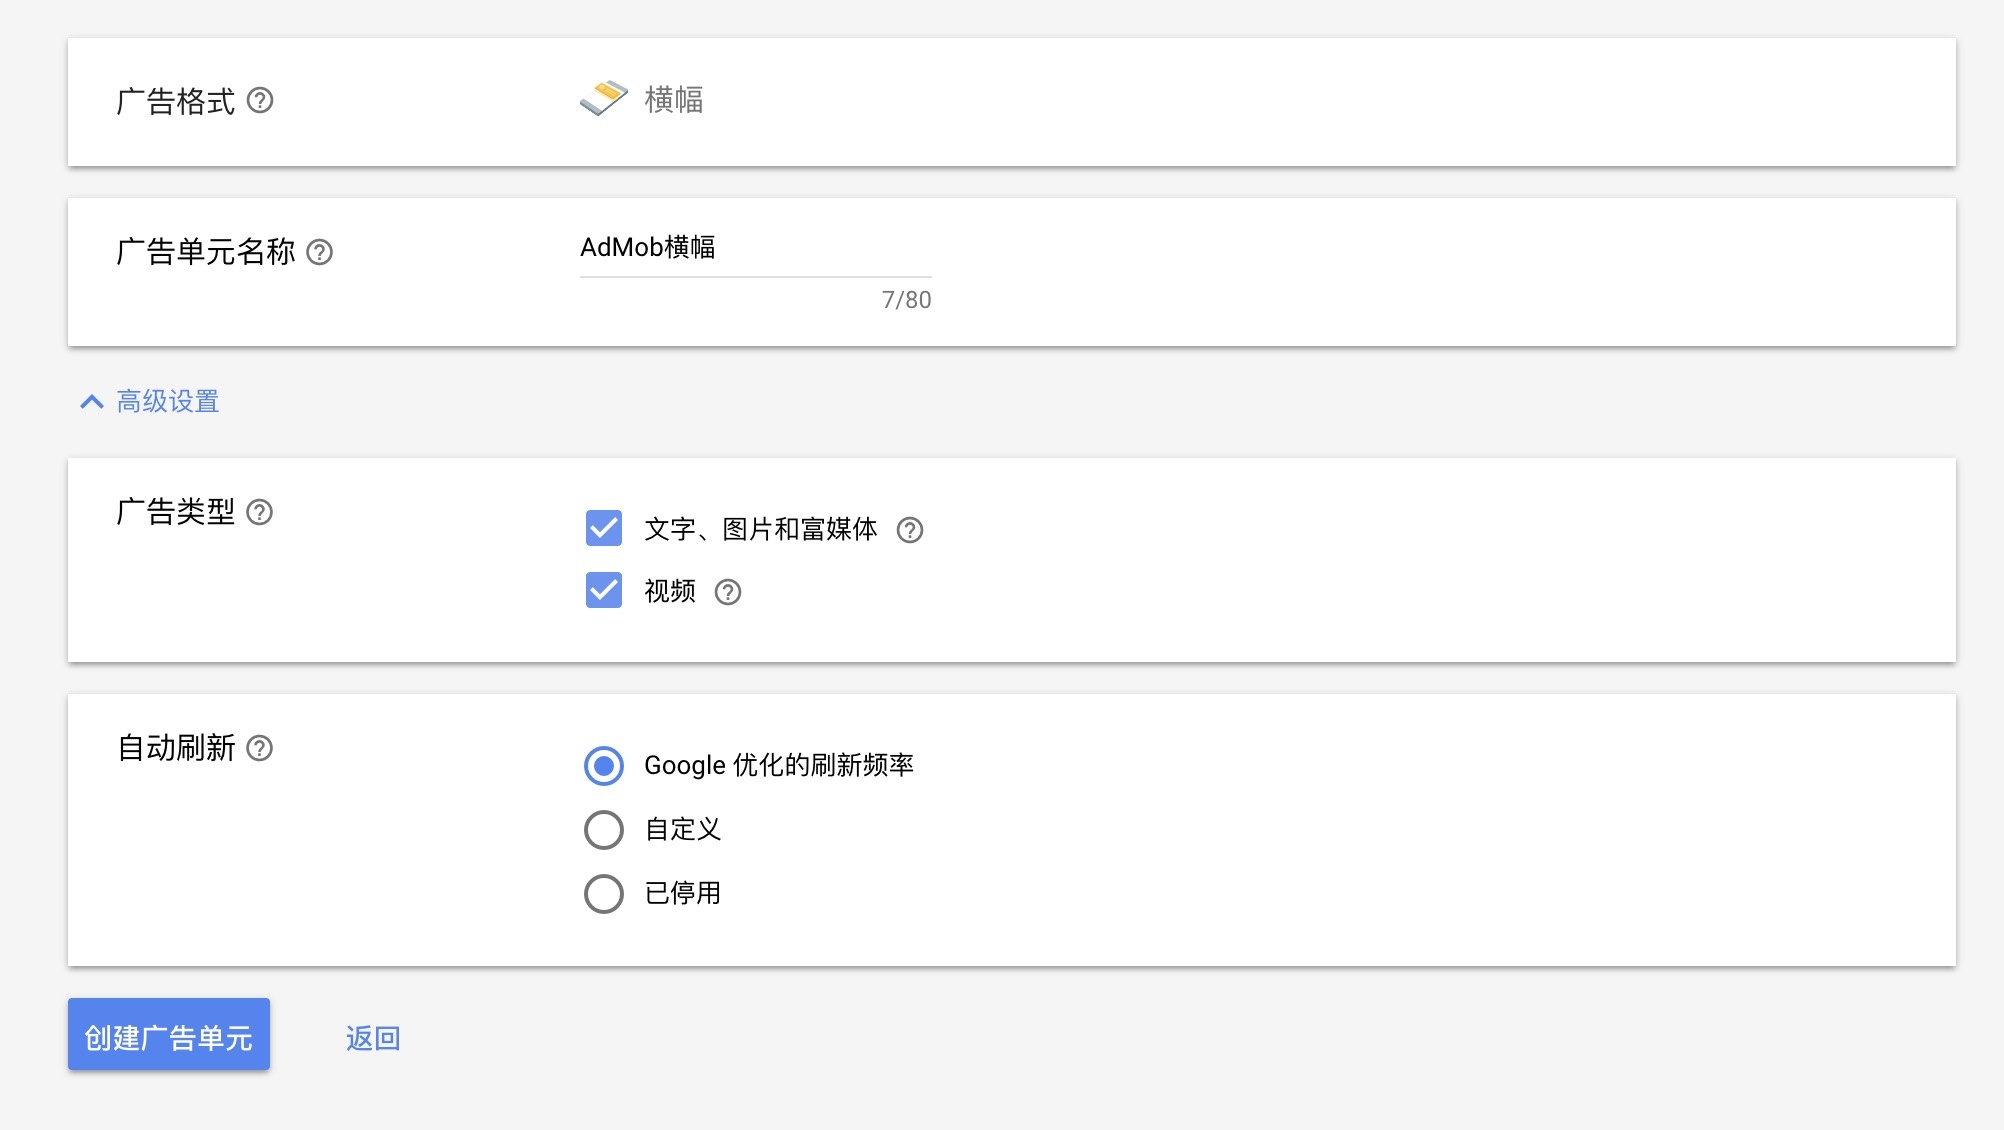 广告格式
横幅
广告单元名称
AdMob横幅
7/80
高级设置
广告类型
文字、图片和富媒体
视频
自动刷新
Google 优化的刷新频率
自定义
已停用
创建广告单元
返回